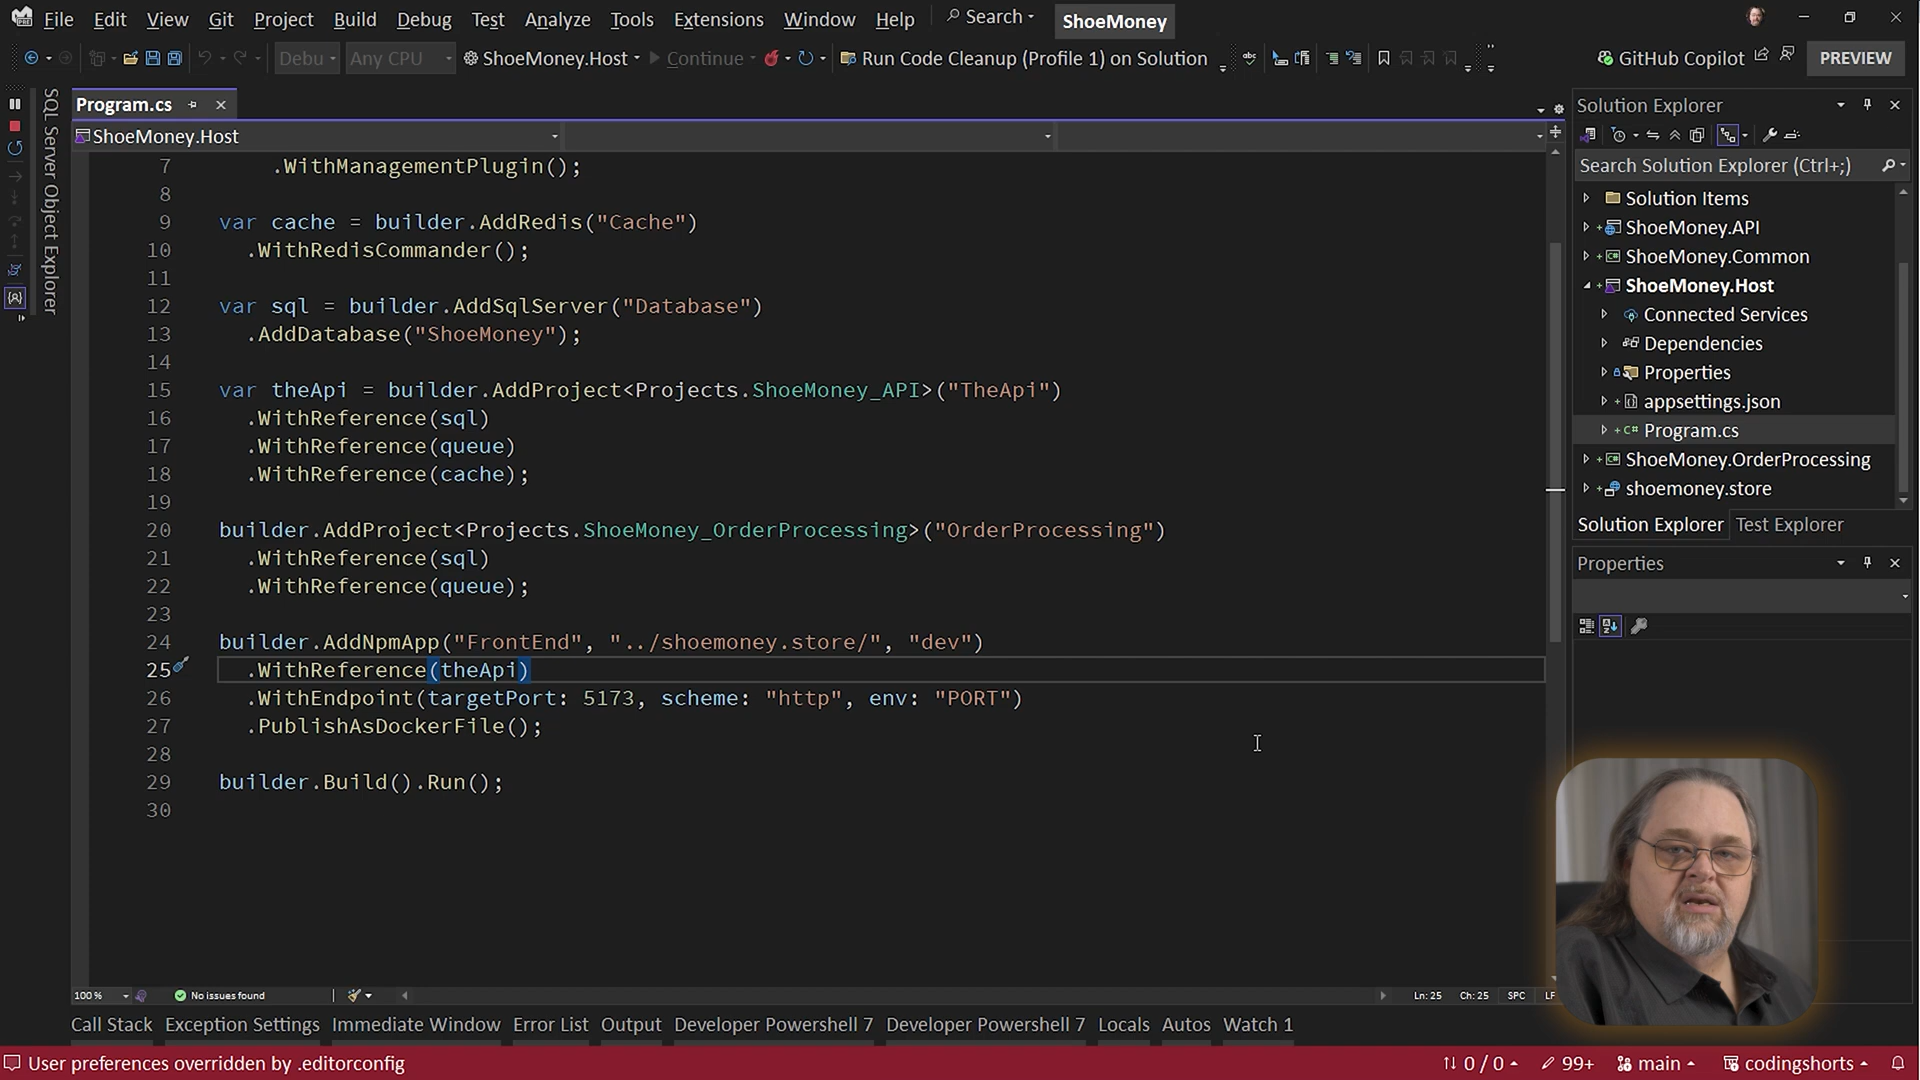 File Edit View Git Project Build Debug Test Analyze Tools Extensions Window Help Search ShoeMoney
Debug Any CPU ShoeMoney.Host Continue Run Code Cleanup (Profile 1) on Solution GitHub Copilot PREVIEW
SQL Server Object Explorer
Program.cs
ShoeMoney.Host
7 .WithManagementPlugin();
8
9 var cache = builder.AddRedis("Cache")
10 .WithRedisCommander();
11
12 var sql = builder.AddSqlServer("Database")
13 .AddDatabase("ShoeMoney");
14
15 var theApi = builder.AddProject<Projects.ShoeMoney_API>("TheApi")
16 .WithReference(sql)
17 .WithReference(queue)
18 .WithReference(cache);
19
20 builder.AddProject<Projects.ShoeMoney_OrderProcessing>("OrderProcessing")
21 .WithReference(sql)
22 .WithReference(queue);
23
24 builder.AddNpmApp("FrontEnd", "../shoemoney.store/", "dev")
25 .WithReference(theApi)
26 .WithEndpoint(targetPort: 5173, scheme: "http", env: "PORT")
27 .PublishAsDockerFile();
28
29 builder.Build().Run();
30
100 % No issues found Ln: 25 Ch: 25 SPC LF
Solution Explorer
Search Solution Explorer (Ctrl+;)
Solution Items
ShoeMoney.API
ShoeMoney.Common
ShoeMoney.Host
Connected Services
Dependencies
Properties
appsettings.json
C# Program.cs
ShoeMoney.OrderProcessing
shoemoney.store
Solution Explorer Test Explorer
Properties
Call Stack Exception Settings Immediate Window Error List Output Developer Powershell 7 Developer Powershell 7 Locals Autos Watch 1
User preferences overridden by .editorconfig 0 / 0 99+ main codingshorts